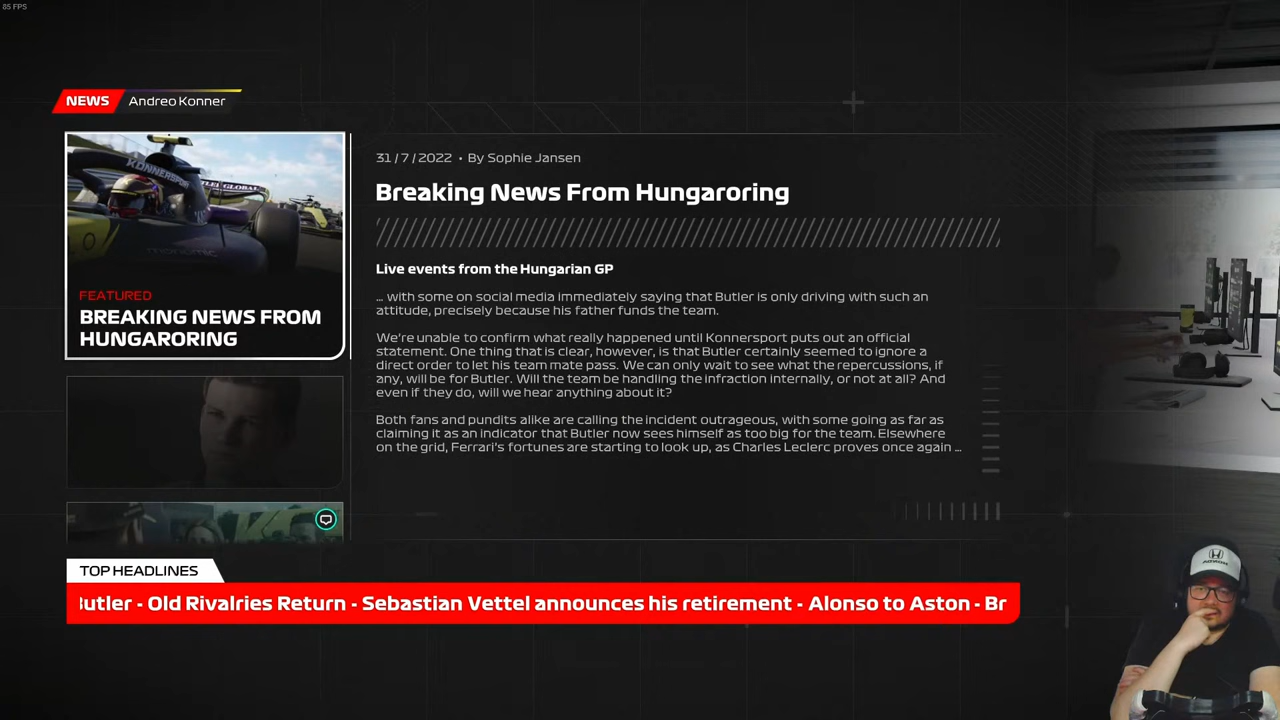 85 FPS
NEWS Andreo Konner
KONNERSPORT
BUTLER GLOBAL
FEATURED
BREAKING NEWS FROM
HUNGARORING
31/7/2022 • By Sophie Jansen
Breaking News From Hungaroring
Live events from the Hungarian GP
... with some on social media immediately saying that Butler is only driving with such an
attitude, precisely because his father funds the team.
We're unable to confirm what really happened until Konnersport puts out an official
statement. One thing that is clear, however, is that Butler certainly seemed to ignore a
direct order to let his team mate pass. We can only wait to see what the repercussions, if
any, will be for Butler. Will the team be handling the infraction internally, or not at all? And
even if they do, will we hear anything about it?
Both fans and pundits alike are calling the incident outrageous, with some going as far as
claiming it as an indicator that Butler now sees himself as too big for the team. Elsewhere
on the grid, Ferrari's fortunes are starting to look up, as Charles Leclerc proves once again ...
TOP HEADLINES
Butler - Old Rivalries Return - Sebastian Vettel announces his retirement - Alonso to Aston - Br